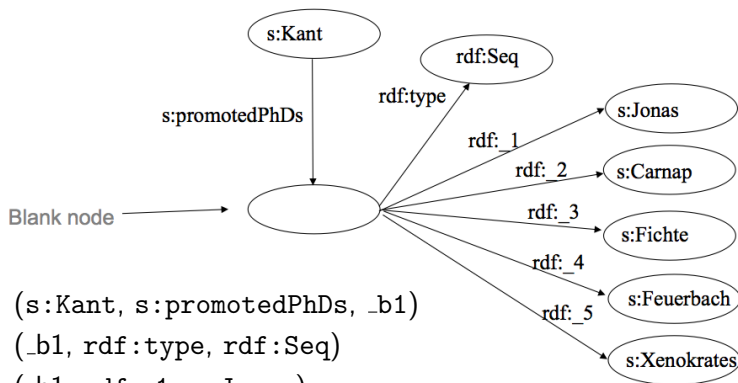 s:Kant
rdf:Seq
rdf:type
s:promotedPhDs
s:Jonas
rdf:_1
s:Carnap
rdf:_2
rdf:_3
s:Fichte
Blank node
rdf:_4
s:Feuerbach
rdf:_5
s:Xenokrates
(s:Kant, s:promotedPhDs, _b1)
(_b1, rdf:type, rdf:Seq)